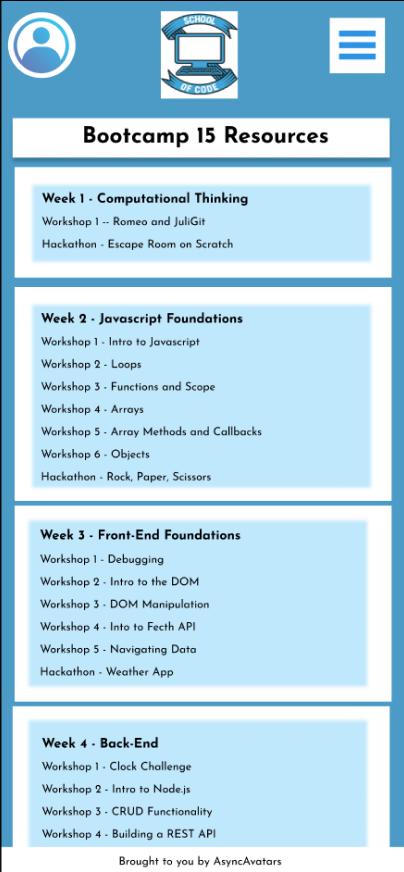 SCHOOL
OF CODE
Bootcamp 15 Resources
Week 1 - Computational Thinking
Workshop 1 -- Romeo and JuliGit
Hackathon - Escape Room on Scratch
Week 2 - Javascript Foundations
Workshop 1 - Intro to Javascript
Workshop 2 - Loops
Workshop 3 - Functions and Scope
Workshop 4 - Arrays
Workshop 5 - Array Methods and Callbacks
Workshop 6 - Objects
Hackathon - Rock, Paper, Scissors
Week 3 - Front-End Foundations
Workshop 1 - Debugging
Workshop 2 - Intro to the DOM
Workshop 3 - DOM Manipulation
Workshop 4 - Into to Fecth API
Workshop 5 - Navigating Data
Hackathon - Weather App
Week 4 - Back-End
Workshop 1 - Clock Challenge
Workshop 2 - Intro to Node.js
Workshop 3 - CRUD Functionality
Workshop 4 - Building a REST API
Brought to you by AsyncAvatars